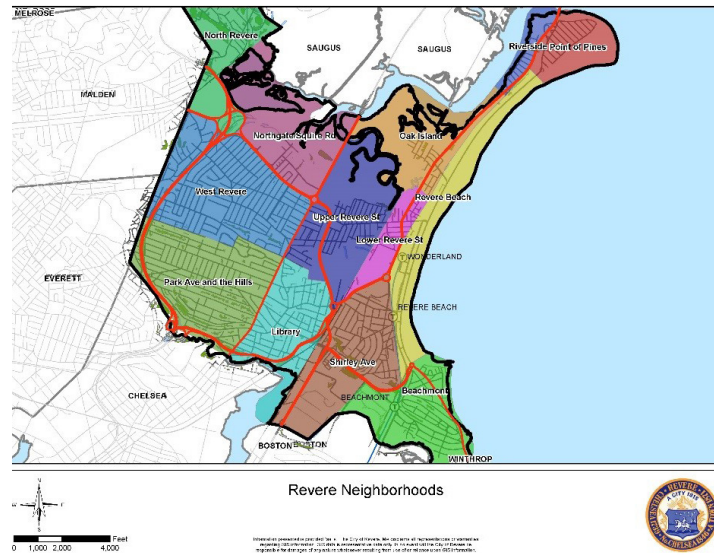 MELROSE
North Revere
SAUGUS
SAUGUS
Riverside
Point of Pines
MALDEN
Northgate Squire Rd
Oak Island
West Revere
Revere Beach
Upper Revere St
Lower Revere St
WONDERLAND
EVERETT
Park Ave and the Hills
REVERE BEACH
Library
Shirley Ave
CHELSEA
BEACHMONT
Beachmont
BOSTON
BOSTON
WINTHROP
Revere Neighborhoods
N
E
S
0 1,000 2,000 4,000
Feet
REVERE
A CITY 1915